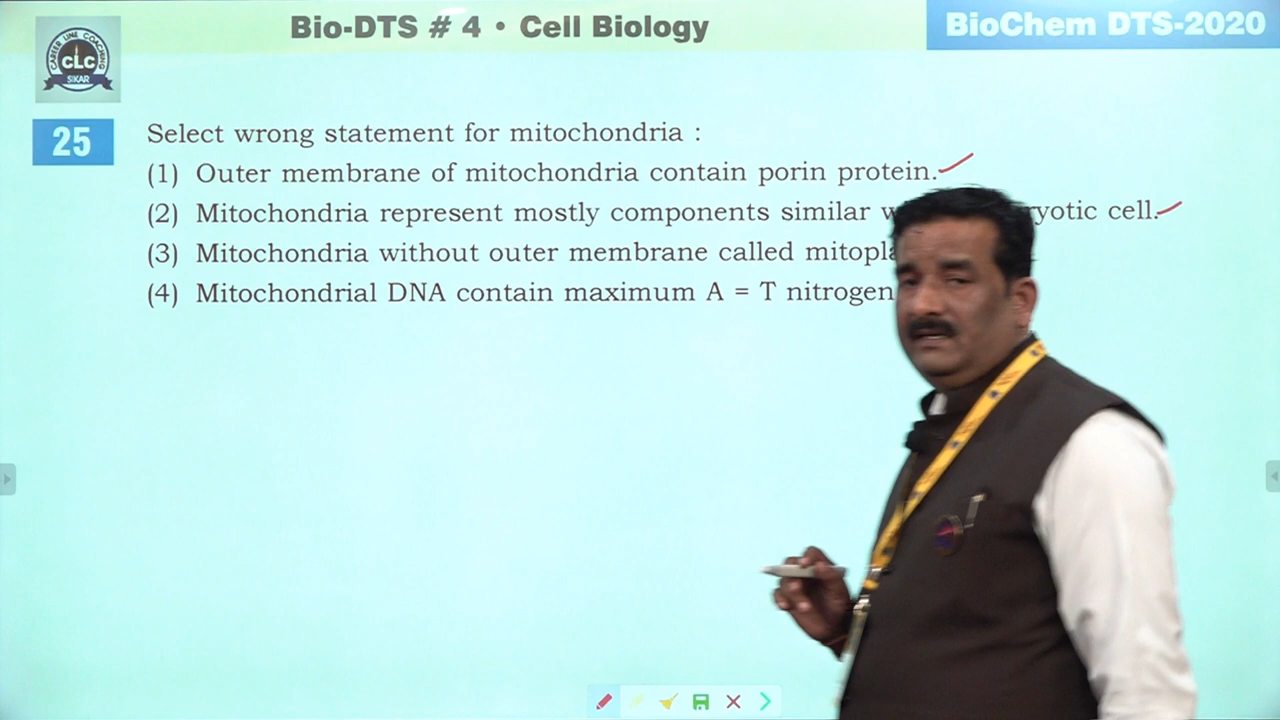 Bio-DTS # 4 • Cell Biology
BioChem DTS-2020
CAREER LINE COACHING
CLC
SIKAR
25 Select wrong statement for mitochondria :
(1) Outer membrane of mitochondria contain porin protein.
(2) Mitochondria represent mostly components similar cell.
(3) Mitochondria without outer membrane called
(4) Mitochondrial DNA contain maximum A = T nitrogen